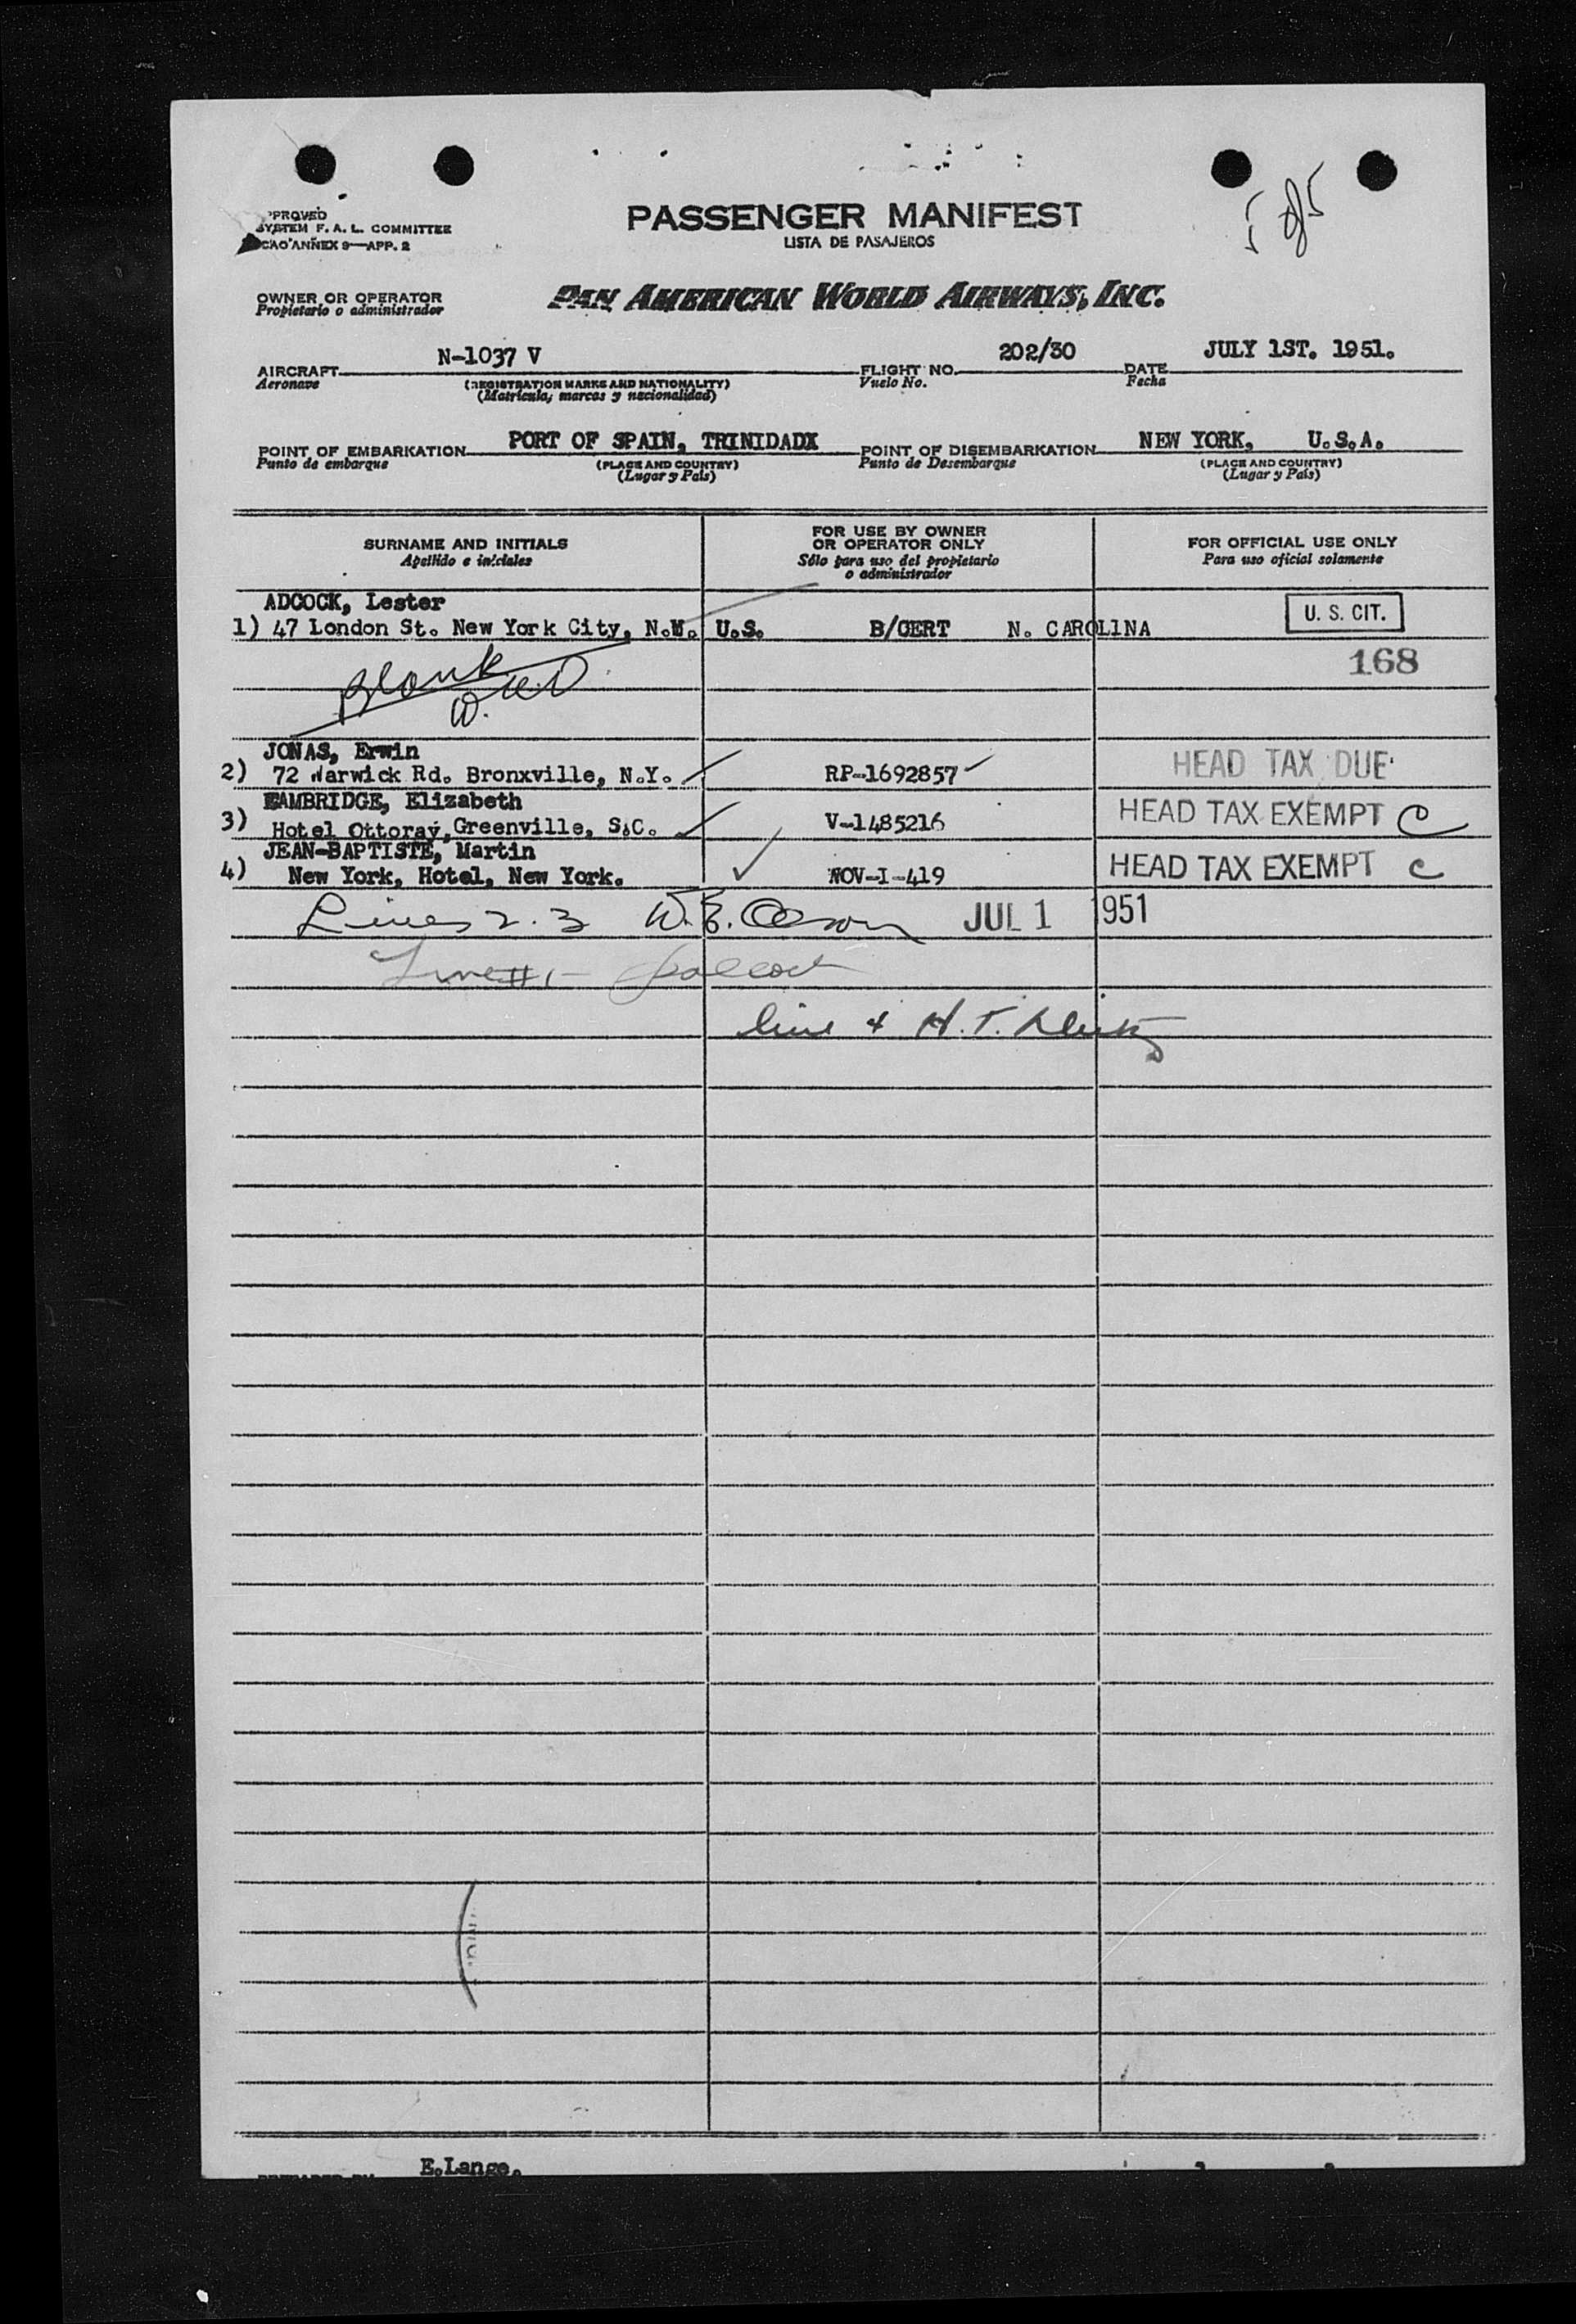 PROVED
SYSTEM F. A. L. COMMITTEE
ICAO ANNEX 9—APP. 2
PASSENGER MANIFEST
LISTA DE PASAJEROS
5 of 5
OWNER OR OPERATOR
Propietario o administrador
PAN AMERICAN WORLD AIRWAYS, INC.
AIRCRAFT N-1037 V FLIGHT NO. 202/30 DATE JULY 1ST. 1951.
Aeronave (REGISTRATION MARKS AND NATIONALITY) Vuelo No. Fecha
(Matrícula, marcas y nacionalidad)
POINT OF EMBARKATION PORT OF SPAIN, TRINIDADX POINT OF DISEMBARKATION NEW YORK, U.S.A.
Punto de embarque (PLACE AND COUNTRY) Punto de Desembarque (PLACE AND COUNTRY)
(Lugar y País) (Lugar y País)
SURNAME AND INITIALS
Apellido e iniciales
FOR USE BY OWNER
OR OPERATOR ONLY
Sólo para uso del propietario
o administrador
FOR OFFICIAL USE ONLY
Para uso oficial solamente
ADCOCK, Lester
1) 47 London St. New York City, N.Y. U.S. B/CERT N. CAROLINA U. S. CIT.
168
Blank
JONAS, Erwin
2) 72 Warwick Rd. Bronxville, N.Y. RP-1692857 HEAD TAX DUE
BAMBRIDGE, Elizabeth
3) Hotel Ottoray, Greenville, S.C. V-1485216 HEAD TAX EXEMPT C
JEAN-BAPTISTE, Martin
4) New York, Hotel, New York. NOV-I-419 HEAD TAX EXEMPT C
Lines 2.3 W.B. Olson JUL 1 1951
Line #1 -
line 4 H.T.
E.Lange.